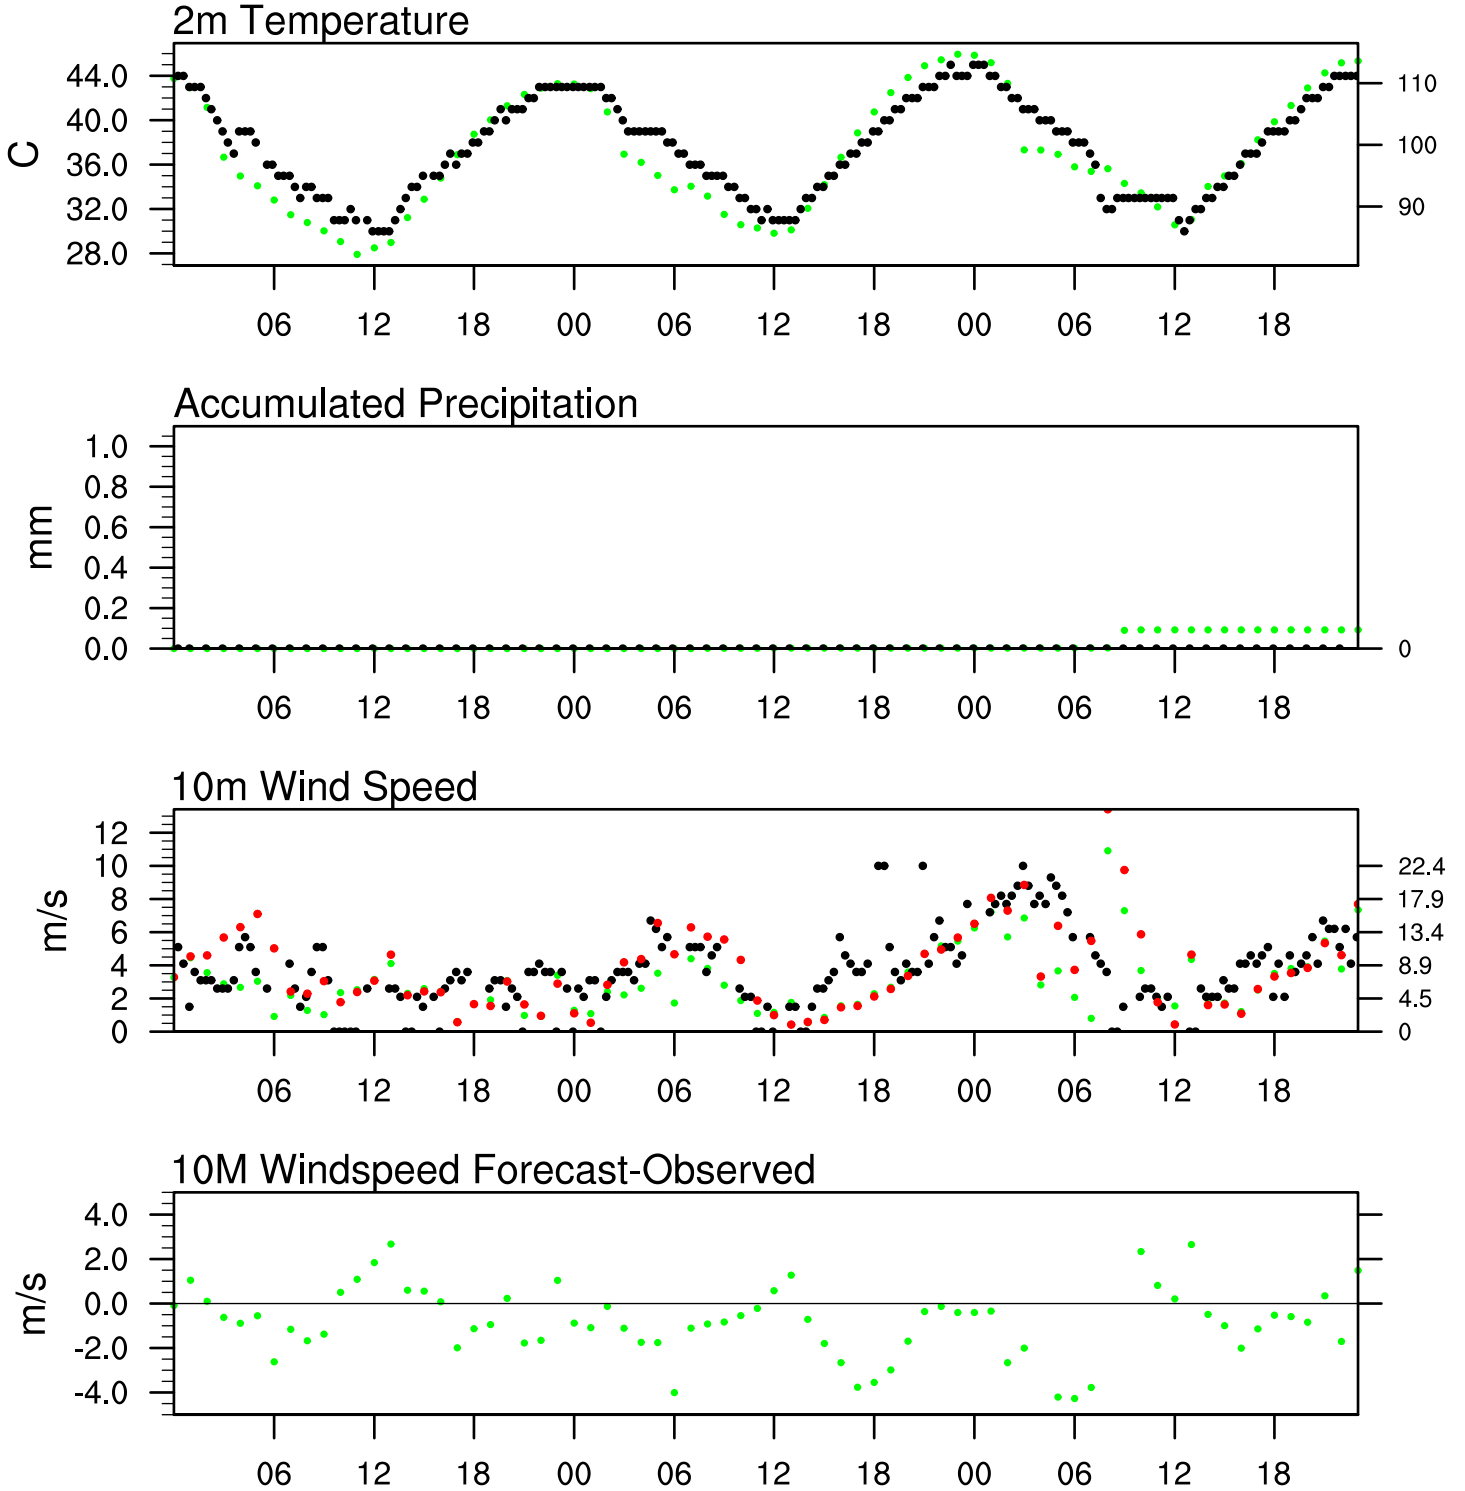 2m Temperature
44.0
40.0
36.0
32.0
28.0
C
110
100
90
06 12 18 00 06 12 18 00 06 12 18
Accumulated Precipitation
1.0
0.8
0.6
0.4
0.2
0.0
mm
0
06 12 18 00 06 12 18 00 06 12 18
10m Wind Speed
12
10
8
6
4
2
0
m/s
22.4
17.9
13.4
8.9
4.5
0
06 12 18 00 06 12 18 00 06 12 18
10M Windspeed Forecast-Observed
4.0
2.0
0.0
-2.0
-4.0
m/s
06 12 18 00 06 12 18 00 06 12 18